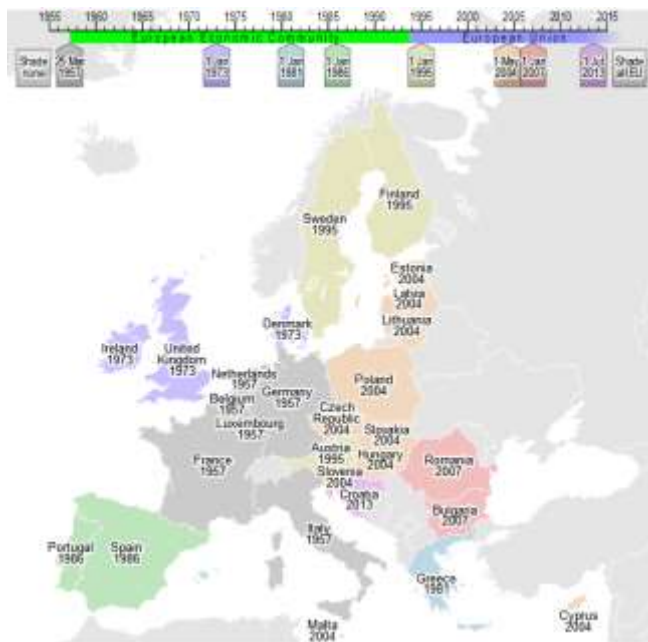 1955 1960 1965 1970 1975 1980 1985 1990 1995 2000 2005 2010 2015
European Economic Community European Union
Shade none
25 Mar 1957
1 Jan 1973
1 Jan 1981
1 Jan 1986
1 Jan 1995
1 May 2004
1 Jan 2007
1 Jul 2013
Shade all EU
Finland
1995
Sweden
1995
Estonia
2004
Latvia
2004
Lithuania
2004
Denmark
1973
Ireland
1973
United
Kingdom
1973
Netherlands
1957
Belgium
1957
Luxembourg
1957
Germany
1957
Poland
2004
Czech
Republic
2004
Slovakia
2004
Hungary
2004
Austria
1995
Slovenia
2004
France
1957
Romania
2007
Croatia
2013
Bulgaria
2007
Italy
1957
Portugal
1986
Spain
1986
Greece
1981
Malta
2004
Cyprus
2004